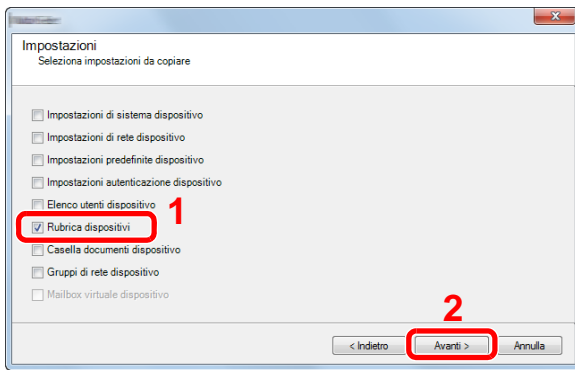 Impostazioni
Seleziona impostazioni da copiare
Impostazioni di sistema dispositivo
Impostazioni di rete dispositivo
Impostazioni predefinite dispositivo
Impostazioni autenticazione dispositivo
Elenco utenti dispositivo
1
Rubrica dispositivi
Casella documenti dispositivo
Gruppi di rete dispositivo
Mailbox virtuale dispositivo
2
< Indietro Avanti > Annulla